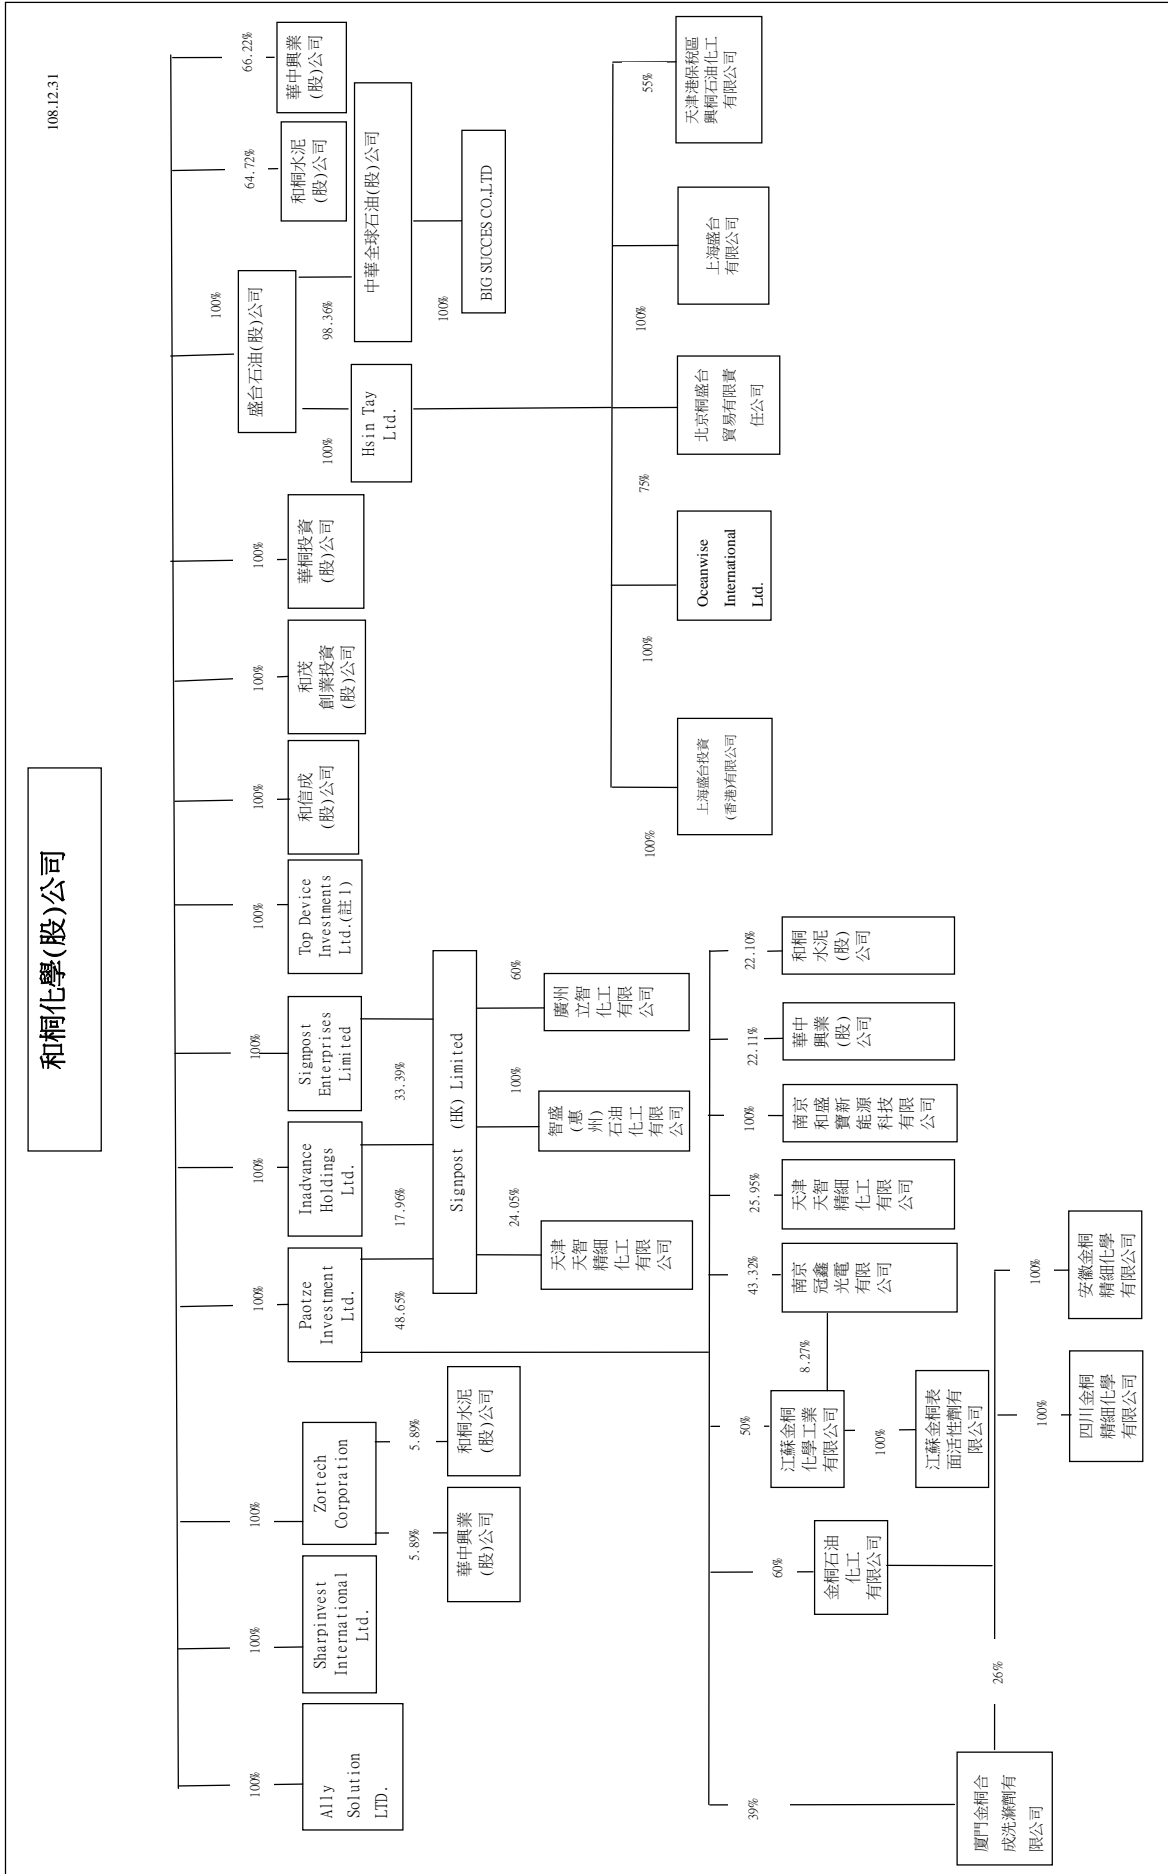 和桐化學(股)公司
108.12.31
100%
100%
100%
100%
100%
100%
100%
100%
100%
100%
100%
64.72%
66.22%
Ally
Solution
LTD.
Sharpinvest
International
Ltd.
Zortech
Corporation
Paotze
Investment
Ltd.
Inadvance
Holdings
Ltd.
Signpost
Enterprises
Limited
Top Device
Investments
Ltd.(註1)
和信成
(股)公司
和茂
創業投資
(股)公司
華桐投資
(股)公司
盛台石油(股)公司
和桐水泥
(股)公司
華中興業
(股)公司
5.89%
5.89%
華中興業
(股)公司
和桐水泥
(股)公司
48.65%
17.96%
33.39%
Signpost (HK) Limited
24.05%
100%
60%
天津
天智
精細
化工
有限
公司
智盛
(惠
州)
石油
化工
有限
公司
廣州
立智
化工
有限
公司
100%
98.36%
Hsin Tay
Ltd.
中華全球石油(股)公司
100%
BIG SUCCES CO.,LTD
100%
100%
75%
100%
55%
上海盛台投資
(香港)有限公司
Oceanwise
International
Ltd.
北京桐盛台
貿易有限責
任公司
上海盛台
有限公司
天津港保稅區
興桐石油化工
有限公司
39%
60%
50%
43.32%
25.95%
100%
22.11%
22.10%
廈門金桐合
成洗滌劑有
限公司
金桐石油
化工
有限公司
江蘇金桐
化學工業
有限公司
8.27%
南京
冠鑫
光電
有限
公司
天津
天智
精細
化工
有限
公司
南京
和盛
寶新
能源
科技
有限
公司
華中
興業
(股)
公司
和桐
水泥
(股)
公司
100%
江蘇金桐表
面活性劑有
限公司
26%
100%
100%
四川金桐
精細化學
有限公司
安徽金桐
精細化學
有限公司